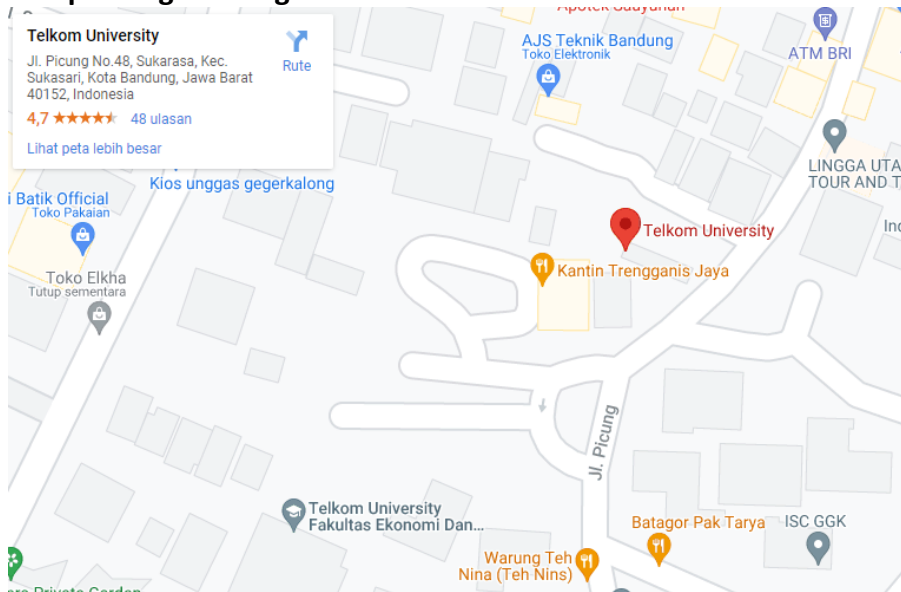 Telkom University
Jl. Picung No.48, Sukarasa, Kec.
Sukasari, Kota Bandung, Jawa Barat
40152, Indonesia
4,7
48 ulasan
Lihat peta lebih besar
Rute
AJS Teknik Bandung
Toko Elektronik
ATM BRI
LINGGA UTA
TOUR AND T
Kios unggas gegerkalong
i Batik Official
Toko Pakaian
Telkom University
Kantin Trengganis Jaya
Toko Elkha
Tutup sementara
Jl. Picung
Telkom University
Fakultas Ekonomi Dan...
Batagor Pak Tarya
ISC GGK
Warung Teh
Nina (Teh Nins)